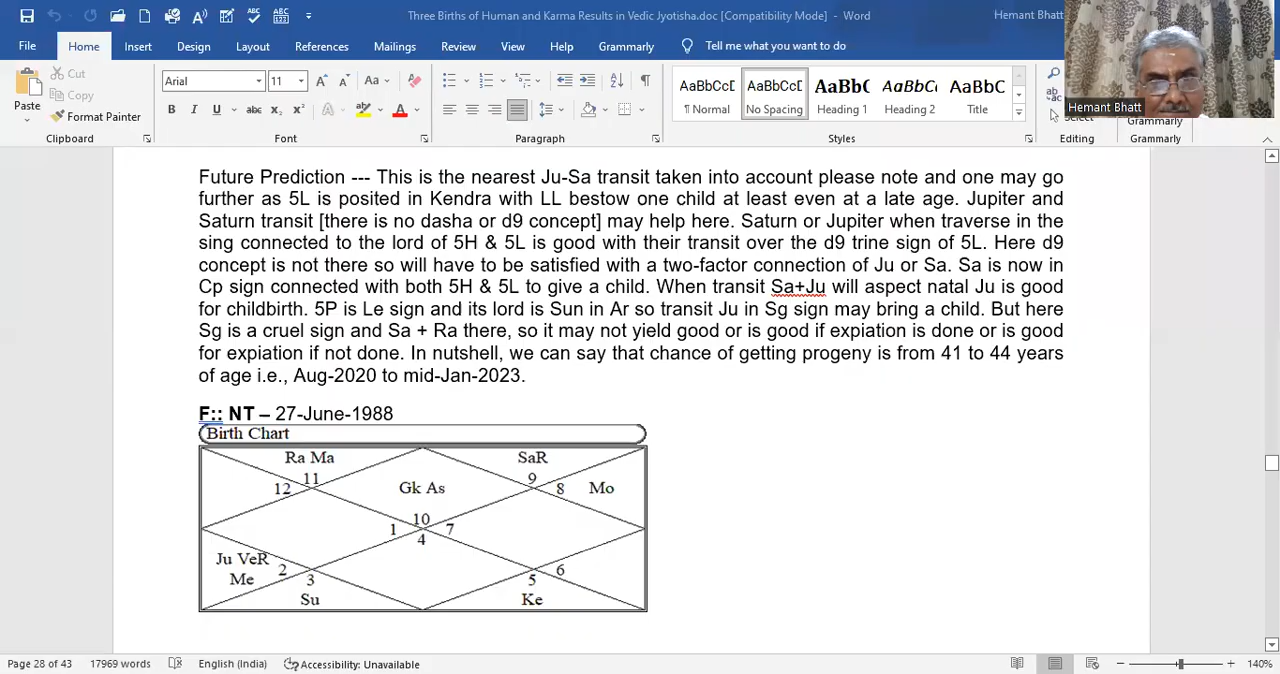 Three Births of Human and Karma Results in Vedic Jyotisha.doc [Compatibility Mode] - Word
Hemant Bhatt
File Home Insert Design Layout References Mailings Review View Help Grammarly Tell me what you want to do
Paste
Cut
Copy
Format Painter
Arial 11
AaBbCcD AaBbCcD AaBbC AaBbCc AaBbC
¶ Normal No Spacing Heading 1 Heading 2 Title
Hemant Bhatt
Select
Grammarly
Clipboard Font Paragraph Styles Editing Grammarly
Future Prediction --- This is the nearest Ju-Sa transit taken into account please note and one may go
further as 5L is posited in Kendra with LL bestow one child at least even at a late age. Jupiter and
Saturn transit [there is no dasha or d9 concept] may help here. Saturn or Jupiter when traverse in the
sing connected to the lord of 5H & 5L is good with their transit over the d9 trine sign of 5L. Here d9
concept is not there so will have to be satisfied with a two-factor connection of Ju or Sa. Sa is now in
Cp sign connected with both 5H & 5L to give a child. When transit Sa+Ju will aspect natal Ju is good
for childbirth. 5P is Le sign and its lord is Sun in Ar so transit Ju in Sg sign may bring a child. But here
Sg is a cruel sign and Sa + Ra there, so it may not yield good or is good if expiation is done or is good
for expiation if not done. In nutshell, we can say that chance of getting progeny is from 41 to 44 years
of age i.e., Aug-2020 to mid-Jan-2023.
F:: NT – 27-June-1988
Birth Chart
Ra Ma SaR
11 9
12 Gk As 8 Mo
10
1 7
4
Ju VeR
2 6
Me 3 5
Su Ke
Page 28 of 43 17969 words English (India) Accessibility: Unavailable 140%